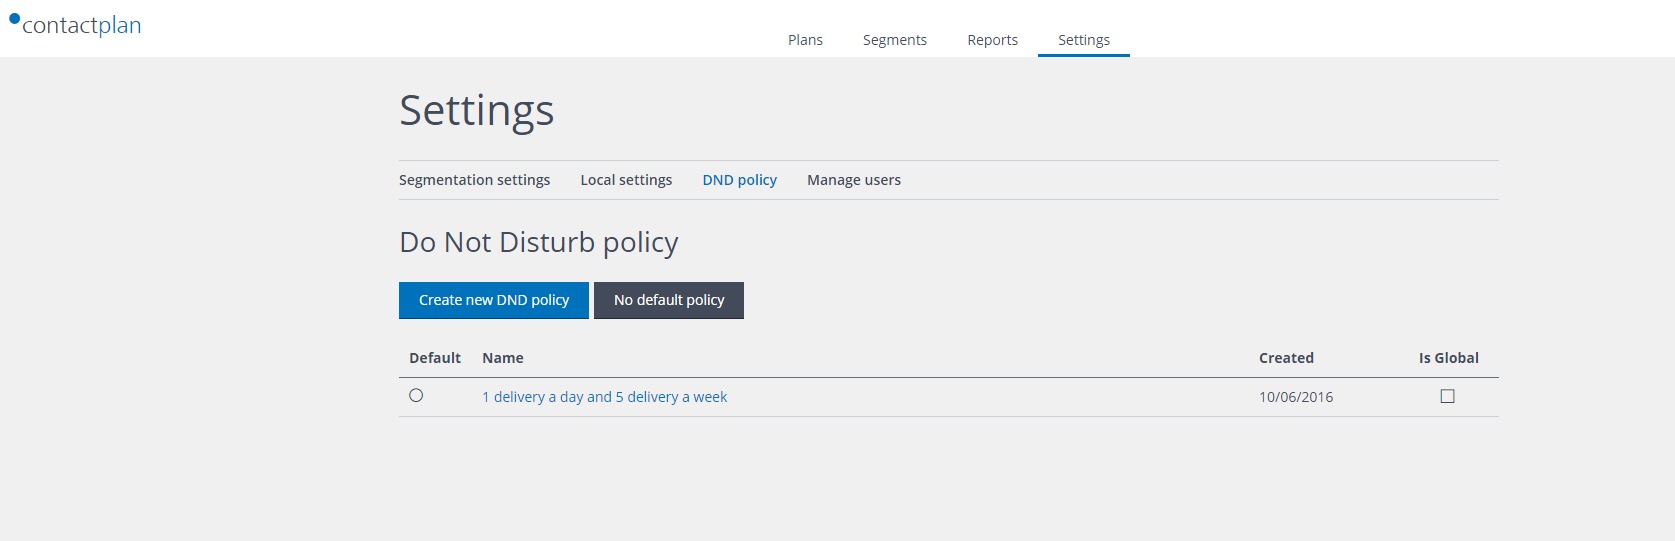 contactplan
Plans Segments Reports Settings
Settings
Segmentation settings Local settings DND policy Manage users
Do Not Disturb policy
Create new DND policy No default policy
Default Name Created Is Global
1 delivery a day and 5 delivery a week 10/06/2016